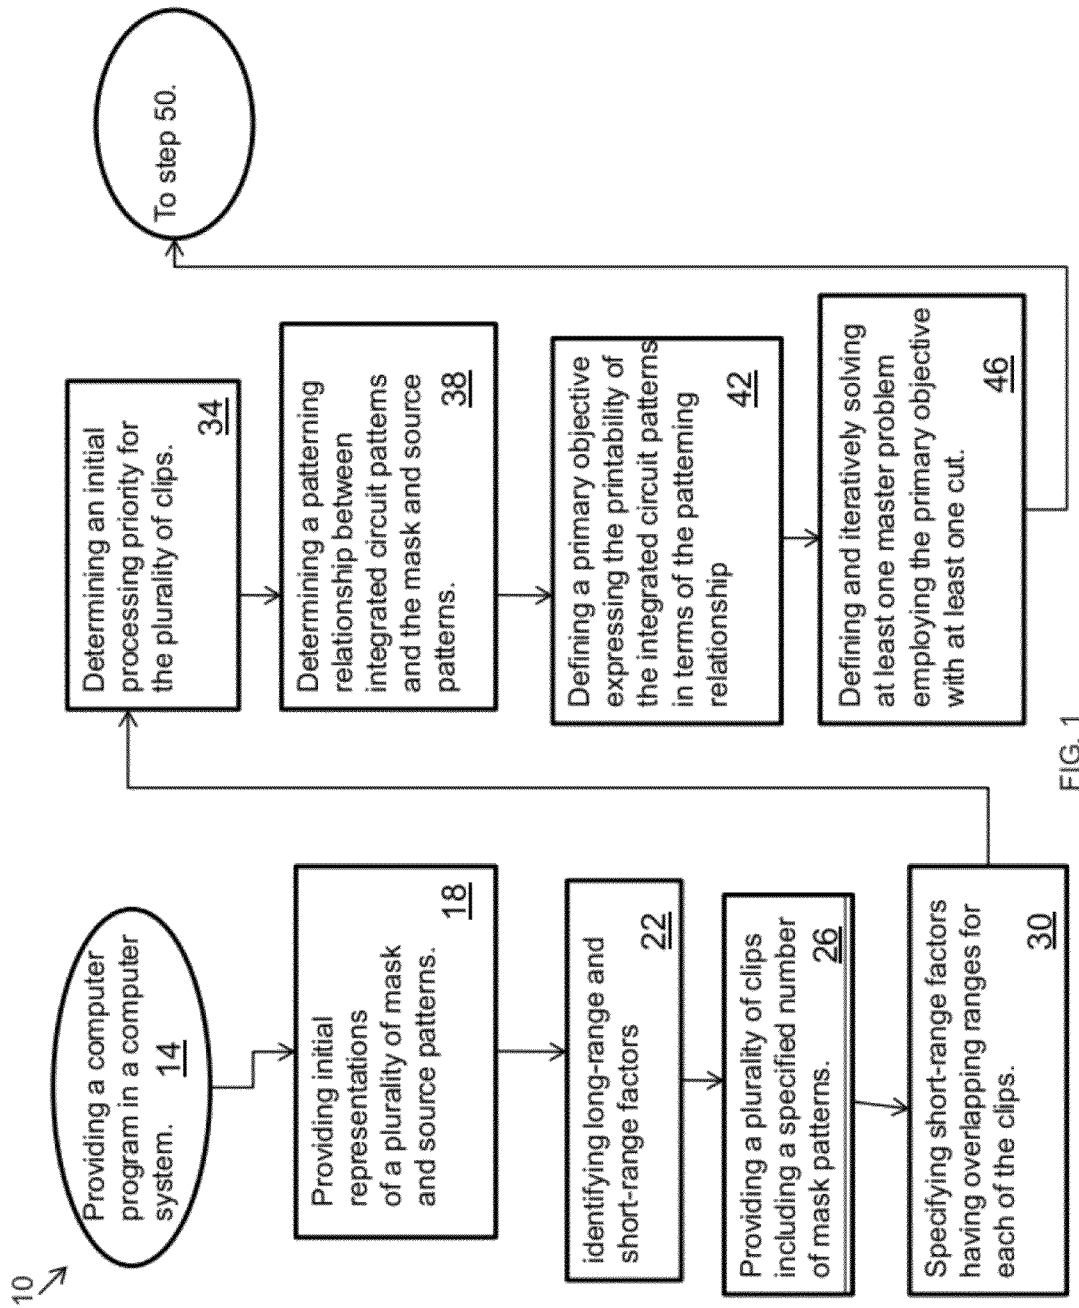 10
Providing a computer
program in a computer
system.
14
Providing initial
representations
of a plurality of mask
and source patterns.
18
identifying long-range and
short-range factors
22
Providing a plurality of clips
including a specified number
of mask patterns.
26
Specifying short-range factors
having overlapping ranges for
each of the clips.
30
Determining an initial
processing priority for
the plurality of clips.
34
Determining a patterning
relationship between
integrated circuit patterns
and the mask and source
patterns.
38
Defining a primary objective
expressing the printability of
the integrated circuit patterns
in terms of the patterning
relationship
42
Defining and iteratively solving
at least one master problem
employing the primary objective
with at least one cut.
46
To step 50.
FIG. 1